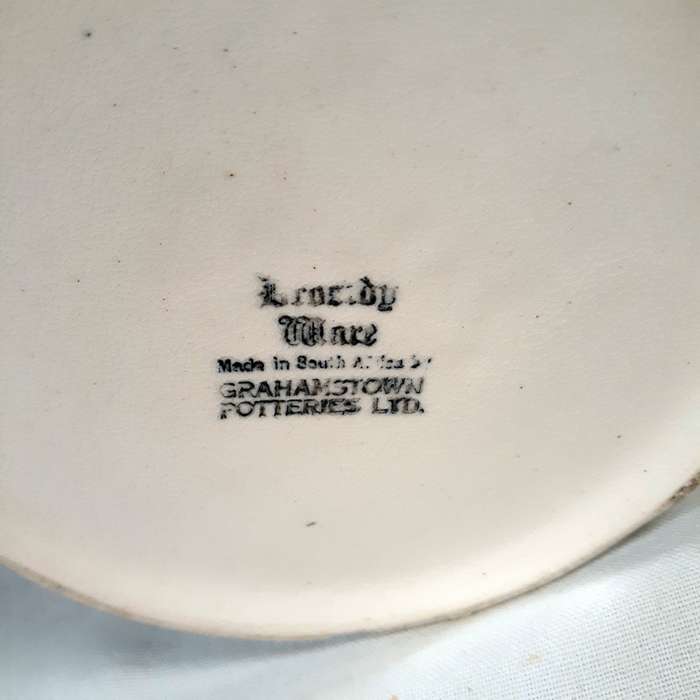 Ware
Made in South Africa by
GRAHAMSTOWN
POTTERIES LTD.